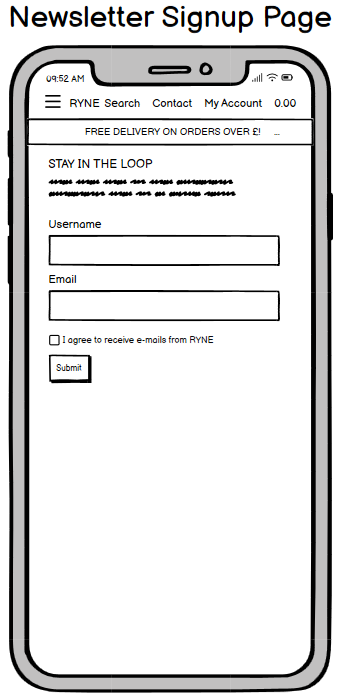 Newsletter Signup Page
09:52 AM
RYNE Search Contact My Account 0.00
FREE DELIVERY ON ORDERS OVER £!
STAY IN THE LOOP
Username
Email
I agree to receive e-mails from RYNE
Submit